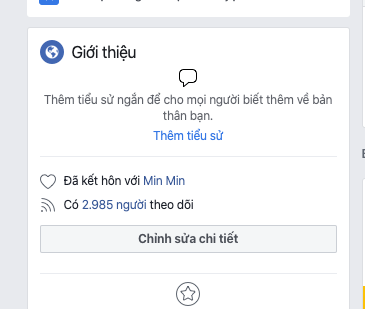 Giới thiệu
Thêm tiểu sử ngắn để cho mọi người biết thêm về bản
thân bạn.
Thêm tiểu sử
Đã kết hôn với Min Min
Có 2.985 người theo dõi
Chỉnh sửa chi tiết